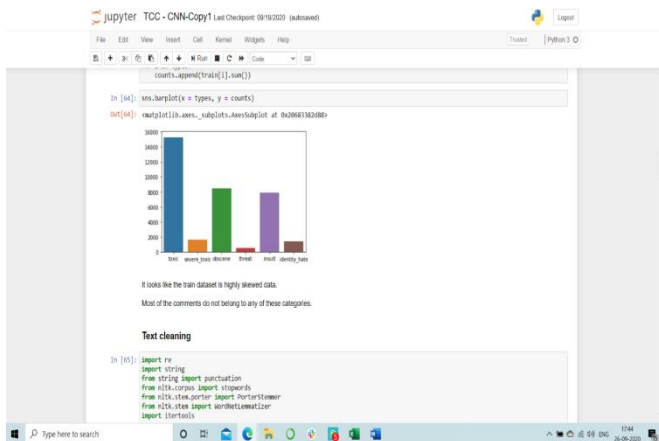 jupyter TCC - CNN-Copy1 Last Checkpoint: 09/19/2020 (autosaved)
Logout
File Edit View Insert Cell Kernel Widgets Help
Trusted Python 3
Run Code
counts.append(train[i].sum())
In [64]: sns.barplot(x = types, y = counts)
Out[64]: <matplotlib.axes._subplots.AxesSubplot at 0x20683382d88>
16000
14000
12000
10000
8000
6000
4000
2000
0
toxic severe_toxic obscene threat insult identity_hate
It looks like the train dataset is highly skewed data.
Most of the comments do not belong to any of these categories.
Text cleaning
In [65]: import re
import string
from string import punctuation
from nltk.corpus import stopwords
from nltk.stem.porter import PorterStemmer
from nltk.stem import WordNetLemmatizer
import itertools
Type here to search
ENG
17:44
26-09-2020